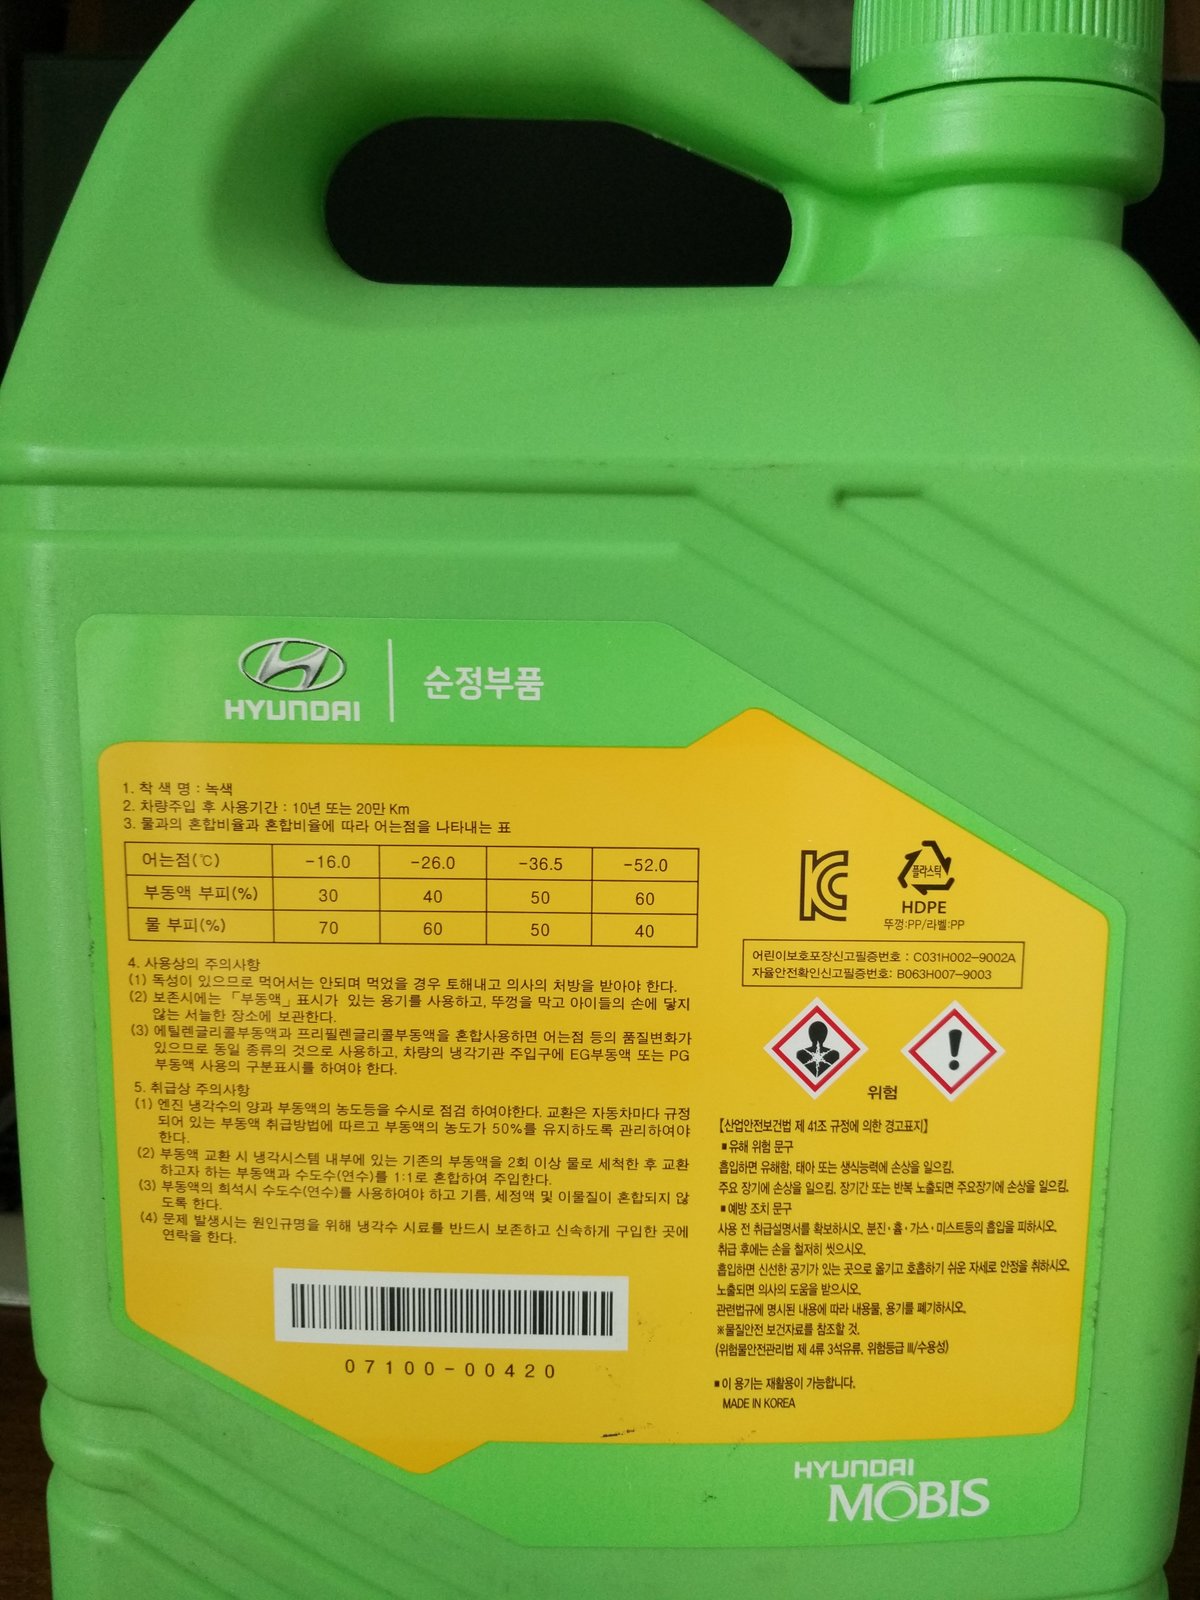 HYUNDAI
순정부품
1. 착 색 명 : 녹색
2. 차량주입 후 사용기간 : 10년 또는 20만 Km
3. 물과의 혼합비율과 혼합비율에 따라 어는점을 나타내는 표
어는점(℃) -16.0 -26.0 -36.5 -52.0
부동액 부피(%) 30 40 50 60
물 부피(%) 70 60 50 40
4. 사용상의 주의사항
(1) 독성이 있으므로 먹어서는 안되며 먹었을 경우 토해내고 의사의 처방을 받아야 한다.
(2) 보존시에는 「부동액」표시가 있는 용기를 사용하고, 뚜껑을 막고 아이들의 손에 닿지
않는 서늘한 장소에 보관한다.
(3) 에틸렌글리콜부동액과 프리필렌글리콜부동액을 혼합사용하면 어는점 등의 품질변화가
있으므로 동일 종류의 것으로 사용하고, 차량의 냉각기관 주입구에 EG부동액 또는 PG
부동액 사용의 구분표시를 하여야 한다.
5. 취급상 주의사항
(1) 엔진 냉각수의 양과 부동액의 농도등을 수시로 점검 하여야한다. 교환은 자동차마다 규정
되어 있는 부동액 취급방법에 따르고 부동액의 농도가 50%를 유지하도록 관리하여야
한다.
(2) 부동액 교환 시 냉각시스템 내부에 있는 기존의 부동액을 2회 이상 물로 세척한 후 교환
하고자 하는 부동액과 수도수(연수)를 1:1로 혼합하여 주입한다.
(3) 부동액의 희석시 수도수(연수)를 사용하여야 하고 기름, 세정액 및 이물질이 혼합되지 않
도록 한다.
(4) 문제 발생시는 원인규명을 위해 냉각수 시료를 반드시 보존하고 신속하게 구입한 곳에
연락을 한다.
07100-00420
플라스틱
HDPE
뚜껑:PP/라벨:PP
어린이보호포장신고필증번호 : C031H002-9002A
자율안전확인신고필증번호: B063H007-9003
위험
【산업안전보건법 제 41조 규정에 의한 경고표지】
■유해 위험 문구
흡입하면 유해함, 태아 또는 생식능력에 손상을 일으킴.
주요 장기에 손상을 일으킴. 장기간 또는 반복 노출되면 주요장기에 손상을 일으킴.
■예방 조치 문구
사용 전 취급설명서를 확보하시오. 분진·흄·가스·미스트등의 흡입을 피하시오.
취급 후에는 손을 철저히 씻으시오.
흡입하면 신선한 공기가 있는 곳으로 옮기고 호흡하기 쉬운 자세로 안정을 취하시오.
노출되면 의사의 도움을 받으시오.
관련법규에 명시된 내용에 따라 내용물, 용기를 폐기하시오.
※물질안전 보건자료를 참조할 것.
(위험물안전관리법 제 4류 3석유류, 위험등급 Ⅲ/수용성)
■이 용기는 재활용이 가능합니다.
MADE IN KOREA
HYUNDAI
MOBIS